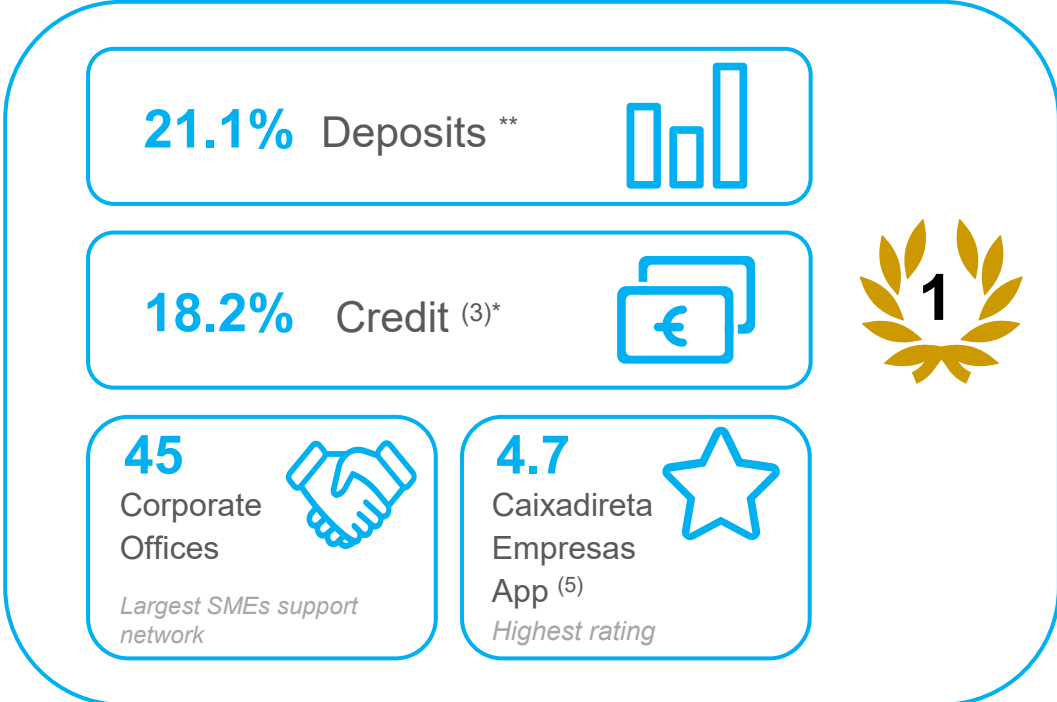 21.1% Deposits **
18.2% Credit (3)*
€
1
45
Corporate
Offices
Largest SMEs support
network
4.7
Caixadireta
Empresas
App (5)
Highest rating